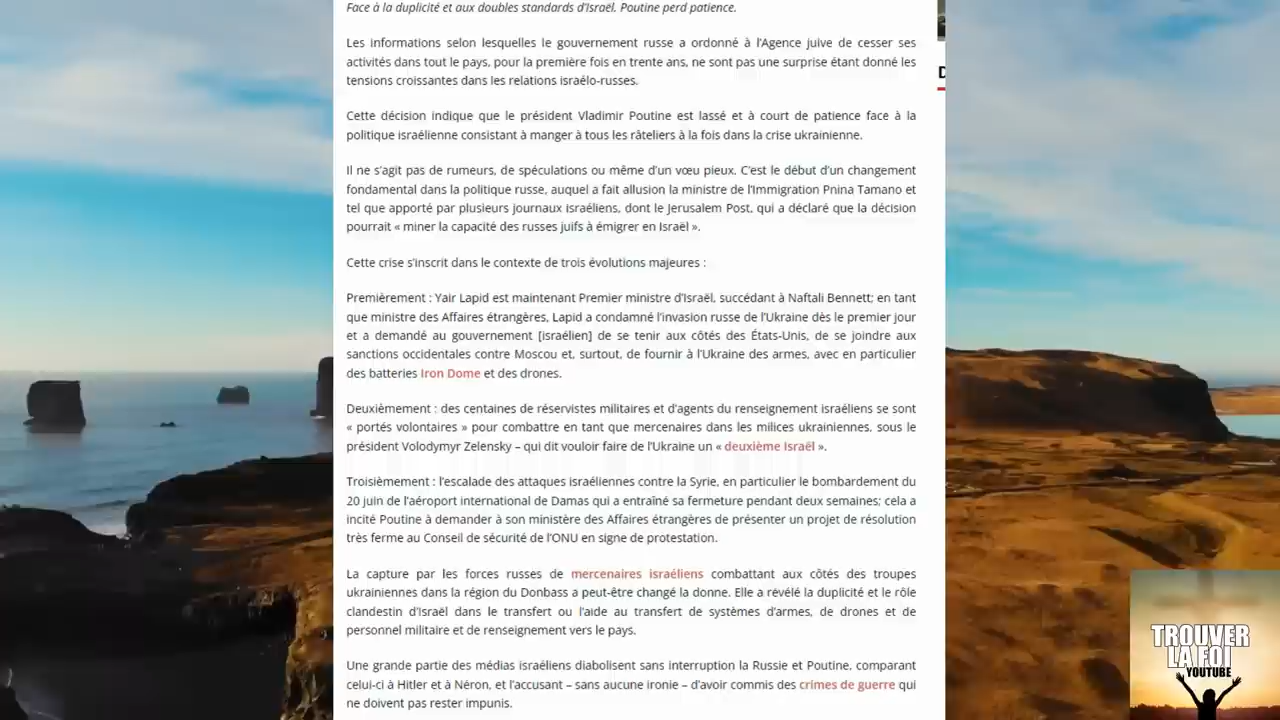 Face à la duplicité et aux doubles standards d'Israël. Poutine perd patience.
Les informations selon lesquelles le gouvernement russe a ordonné à l'Agence juive de cesser ses
activités dans tout le pays, pour la première fois en trente ans, ne sont pas une surprise étant donné les
tensions croissantes dans les relations israélo-russes.
Cette décision indique que le président Vladimir Poutine est lassé et à court de patience face à la
politique israélienne consistant à manger à tous les râteliers à la fois dans la crise ukrainienne.
Il ne s'agit pas de rumeurs, de spéculations ou même d'un vœu pieux. C'est le début d'un changement
fondamental dans la politique russe, auquel a fait allusion la ministre de l'Immigration Pnina Tamano et
tel que apporté par plusieurs journaux israéliens, dont le Jerusalem Post, qui a déclaré que la décision
pourrait « miner la capacité des russes juifs à émigrer en Israël ».
Cette crise s'inscrit dans le contexte de trois évolutions majeures :
Premièrement : Yair Lapid est maintenant Premier ministre d'Israël, succédant à Naftali Bennett; en tant
que ministre des Affaires étrangères, Lapid a condamné l'invasion russe de l'Ukraine dès le premier jour
et a demandé au gouvernement [israélien] de se tenir aux côtés des États-Unis, de se joindre aux
sanctions occidentales contre Moscou et, surtout, de fournir à l'Ukraine des armes, avec en particulier
des batteries Iron Dome et des drones.
Deuxièmement : des centaines de réservistes militaires et d'agents du renseignement israéliens se sont
« portés volontaires » pour combattre en tant que mercenaires dans les milices ukrainiennes, sous le
président Volodymyr Zelensky – qui dit vouloir faire de l'Ukraine un « deuxième Israël ».
Troisièmement : l'escalade des attaques israéliennes contre la Syrie, en particulier le bombardement du
20 juin de l'aéroport international de Damas qui a entraîné sa fermeture pendant deux semaines; cela a
incité Poutine à demander à son ministère des Affaires étrangères de présenter un projet de résolution
très ferme au Conseil de sécurité de l'ONU en signe de protestation.
La capture par les forces russes de mercenaires israéliens combattant aux côtés des troupes
ukrainiennes dans la région du Donbass a peut-être changé la donne. Elle a révélé la duplicité et le rôle
clandestin d'Israël dans le transfert ou l'aide au transfert de systèmes d'armes, de drones et de
personnel militaire et de renseignement vers le pays.
Une grande partie des médias israéliens diabolisent sans interruption la Russie et Poutine, comparant
celui-ci à Hitler et à Néron, et l'accusant – sans aucune ironie – d'avoir commis des crimes de guerre qui
ne doivent pas rester impunis.
D
TROUVER
LA FOI
YOUTUBE